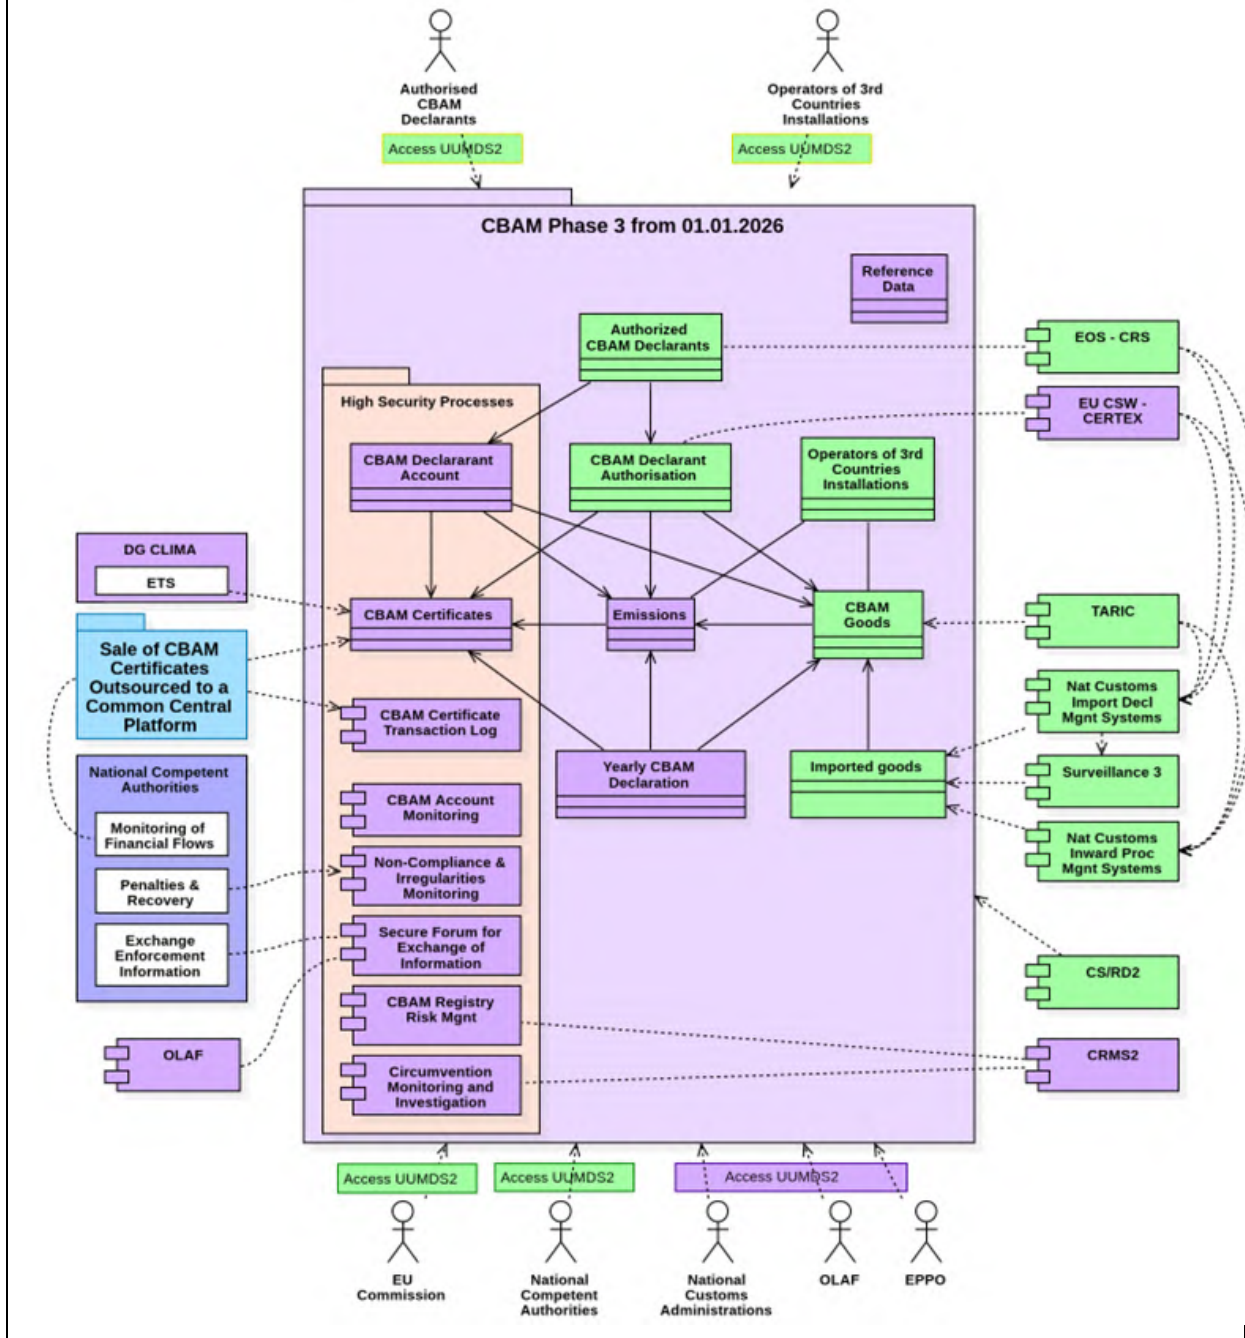 Authorised
CBAM
Declarants
Access UUMDS2
Operators of 3rd
Countries
Installations
Access UUMDS2
CBAM Phase 3 from 01.01.2026
Reference
Data
Authorized
CBAM Declarants
EOS - CRS
EU CSW -
CERTEX
High Security Processes
CBAM Declararant
Account
CBAM Declarant
Authorisation
Operators of 3rd
Countries
Installations
DG CLIMA
ETS
CBAM Certificates
Emissions
CBAM
Goods
TARIC
Sale of CBAM
Certificates
Outsourced to a
Common Central
Platform
CBAM Certificate
Transaction Log
Nat Customs
Import Decl
Mgnt Systems
National Competent
Authorities
Monitoring of
Financial Flows
Penalties &
Recovery
Exchange
Enforcement
Information
CBAM Account
Monitoring
Yearly CBAM
Declaration
Imported goods
Surveillance 3
Non-Compliance &
Irregularities
Monitoring
Nat Customs
Inward Proc
Mgnt Systems
Secure Forum for
Exchange of
Information
CS/RD2
CBAM Registry
Risk Mgnt
OLAF
CRMS2
Circumvention
Monitoring and
Investigation
Access UUMDS2
Access UUMDS2
Access UUMDS2
EU
Commission
National
Competent
Authorities
National
Customs
Administrations
OLAF
EPPO